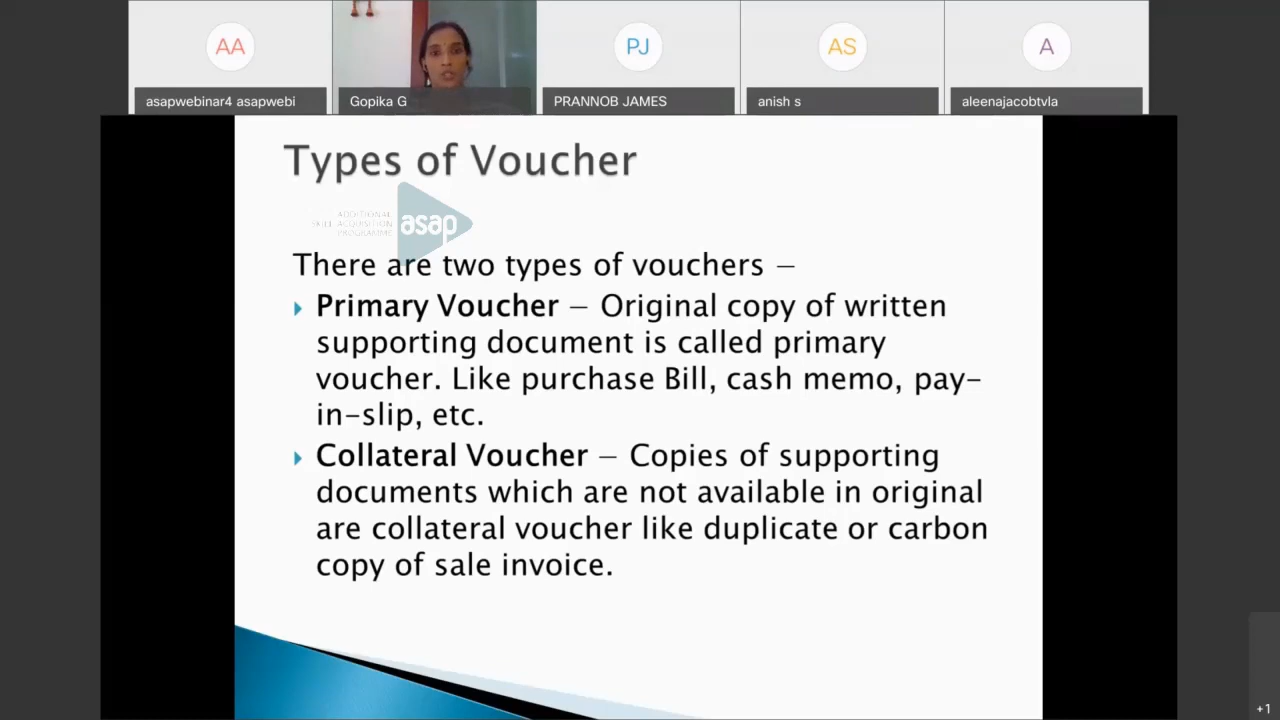 AA
PJ
AS
A
asapwebinar4 asapwebi
Gopika G
PRANNOB JAMES
anish s
aleenajacobtvla
Types of Voucher
ADDITIONAL
SKILL ACQUISITION
PROGRAMME
asap
There are two types of vouchers –
Primary Voucher – Original copy of written
supporting document is called primary
voucher. Like purchase Bill, cash memo, pay-
in-slip, etc.
Collateral Voucher – Copies of supporting
documents which are not available in original
are collateral voucher like duplicate or carbon
copy of sale invoice.
+1